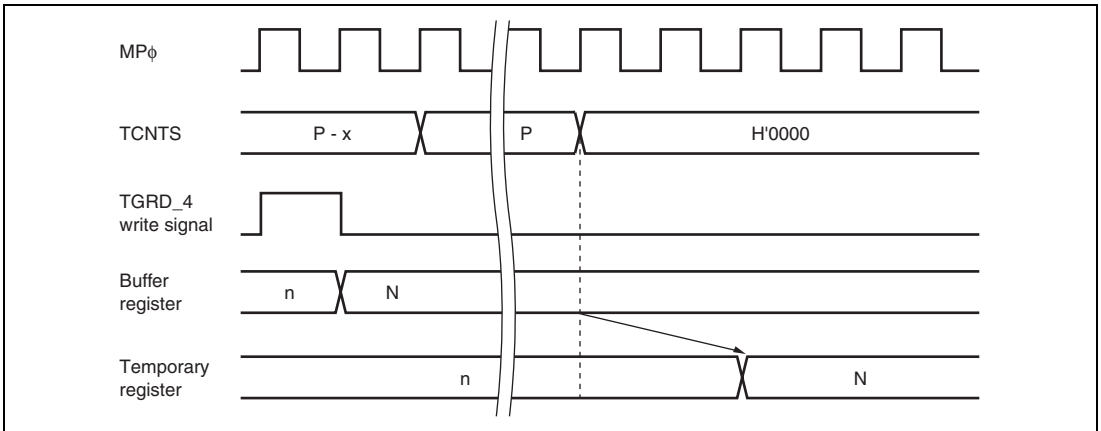 MPϕ
TCNTS
P - x
P
H'0000
TGRD_4
write signal
Buffer
register
n
N
Temporary
register
n
N